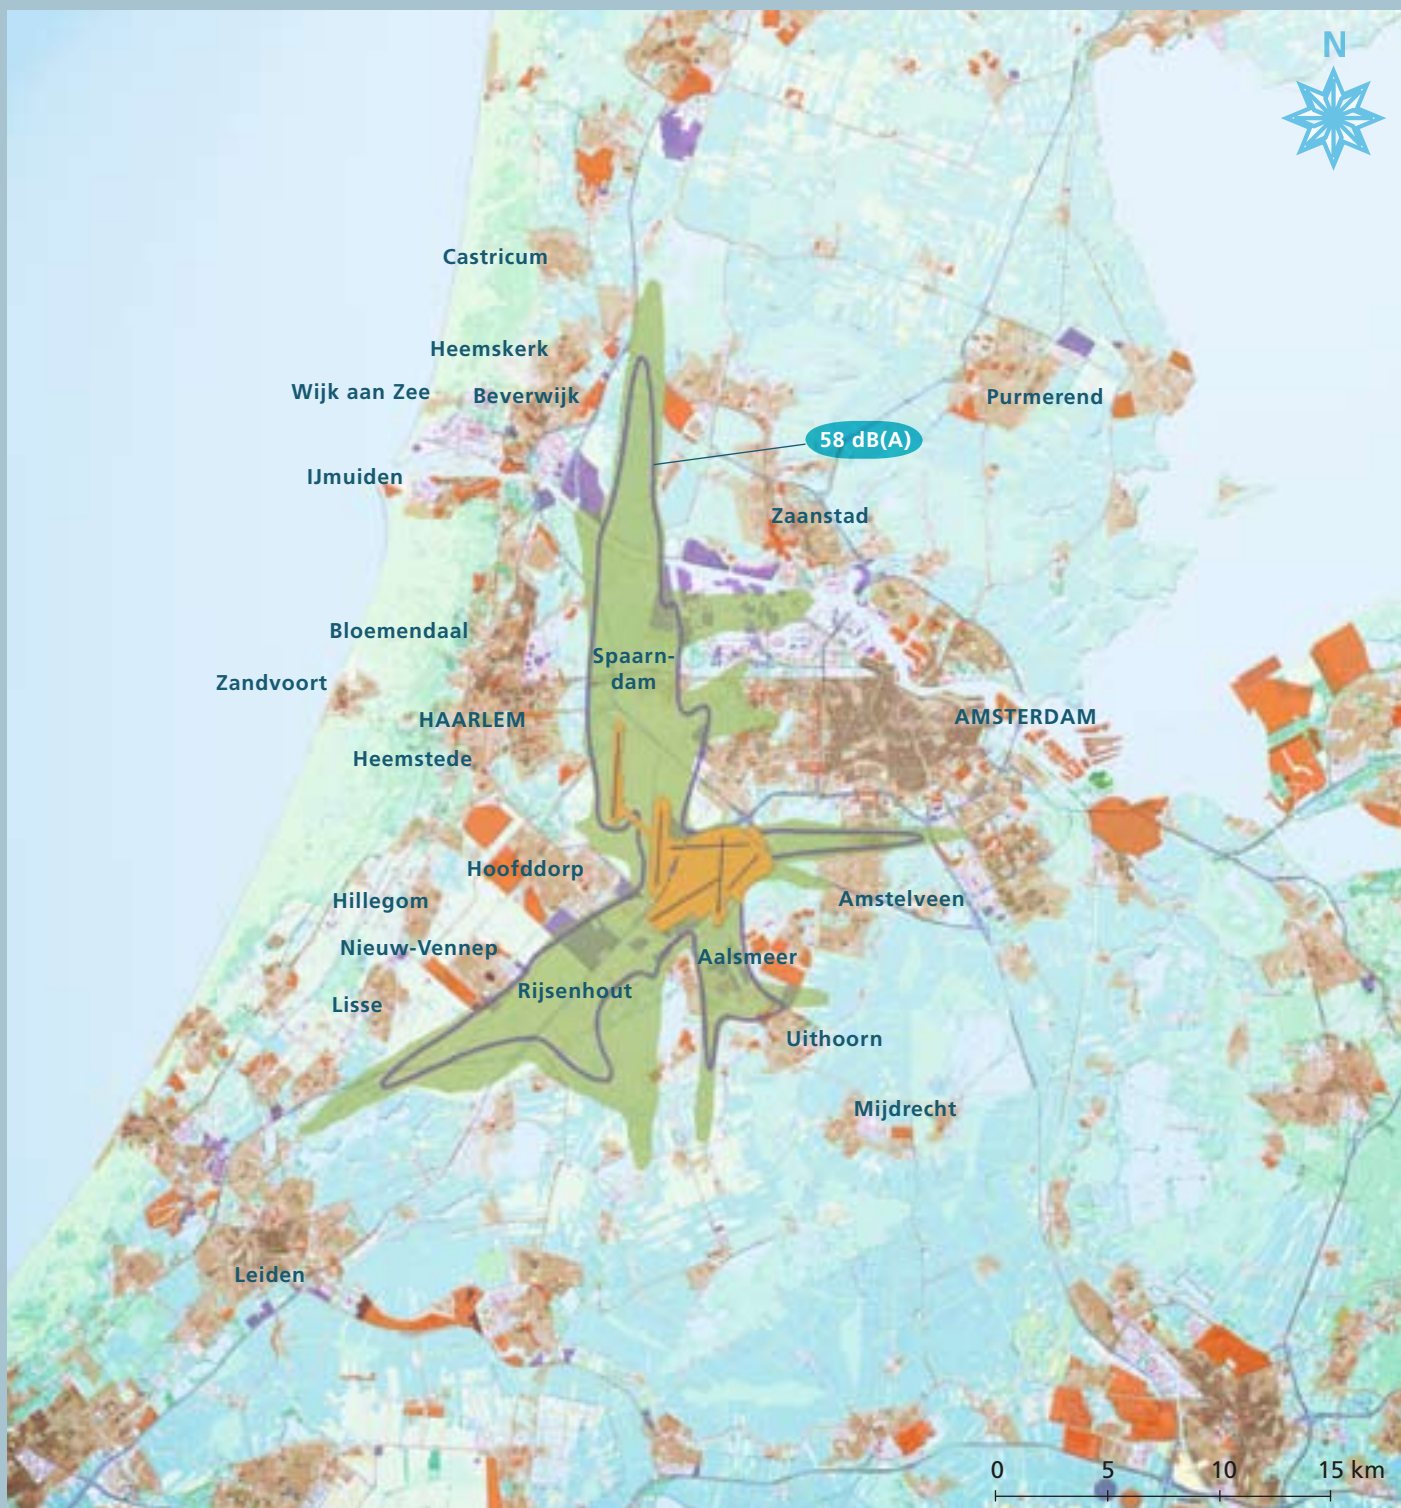 N
Castricum
Heemskerk
Wijk aan Zee
Beverwijk
Purmerend
58 dB(A)
IJmuiden
Zaanstad
Bloemendaal
Spaarn-
dam
Zandvoort
HAARLEM
AMSTERDAM
Heemstede
Hoofddorp
Hillegom
Amstelveen
Nieuw-Vennep
Aalsmeer
Rijsenhout
Lisse
Uithoorn
Mijdrecht
Leiden
0 5 10 15 km